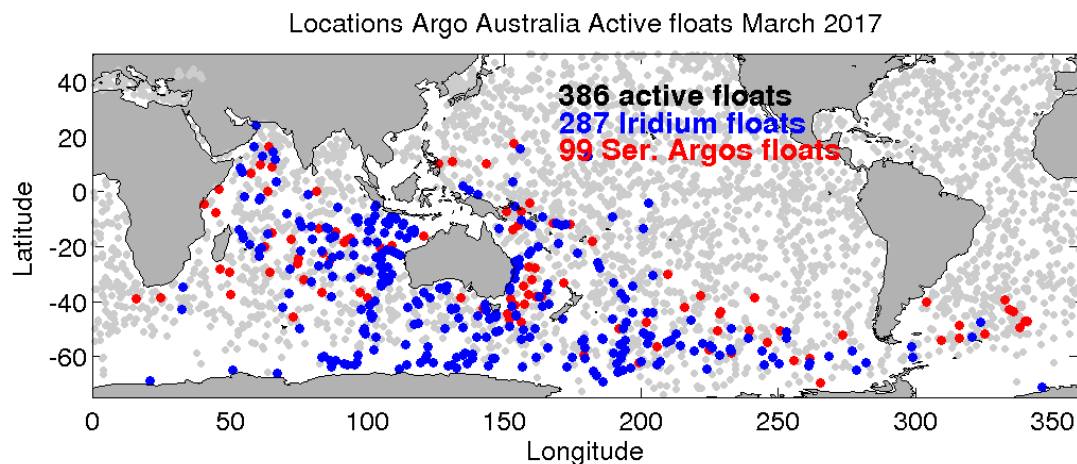 Locations Argo Australia Active floats March 2017
386 active floats
287 Iridium floats
99 Ser. Argos floats
Latitude
40
20
0
-20
-40
-60
0 50 100 150 200 250 300 350
Longitude